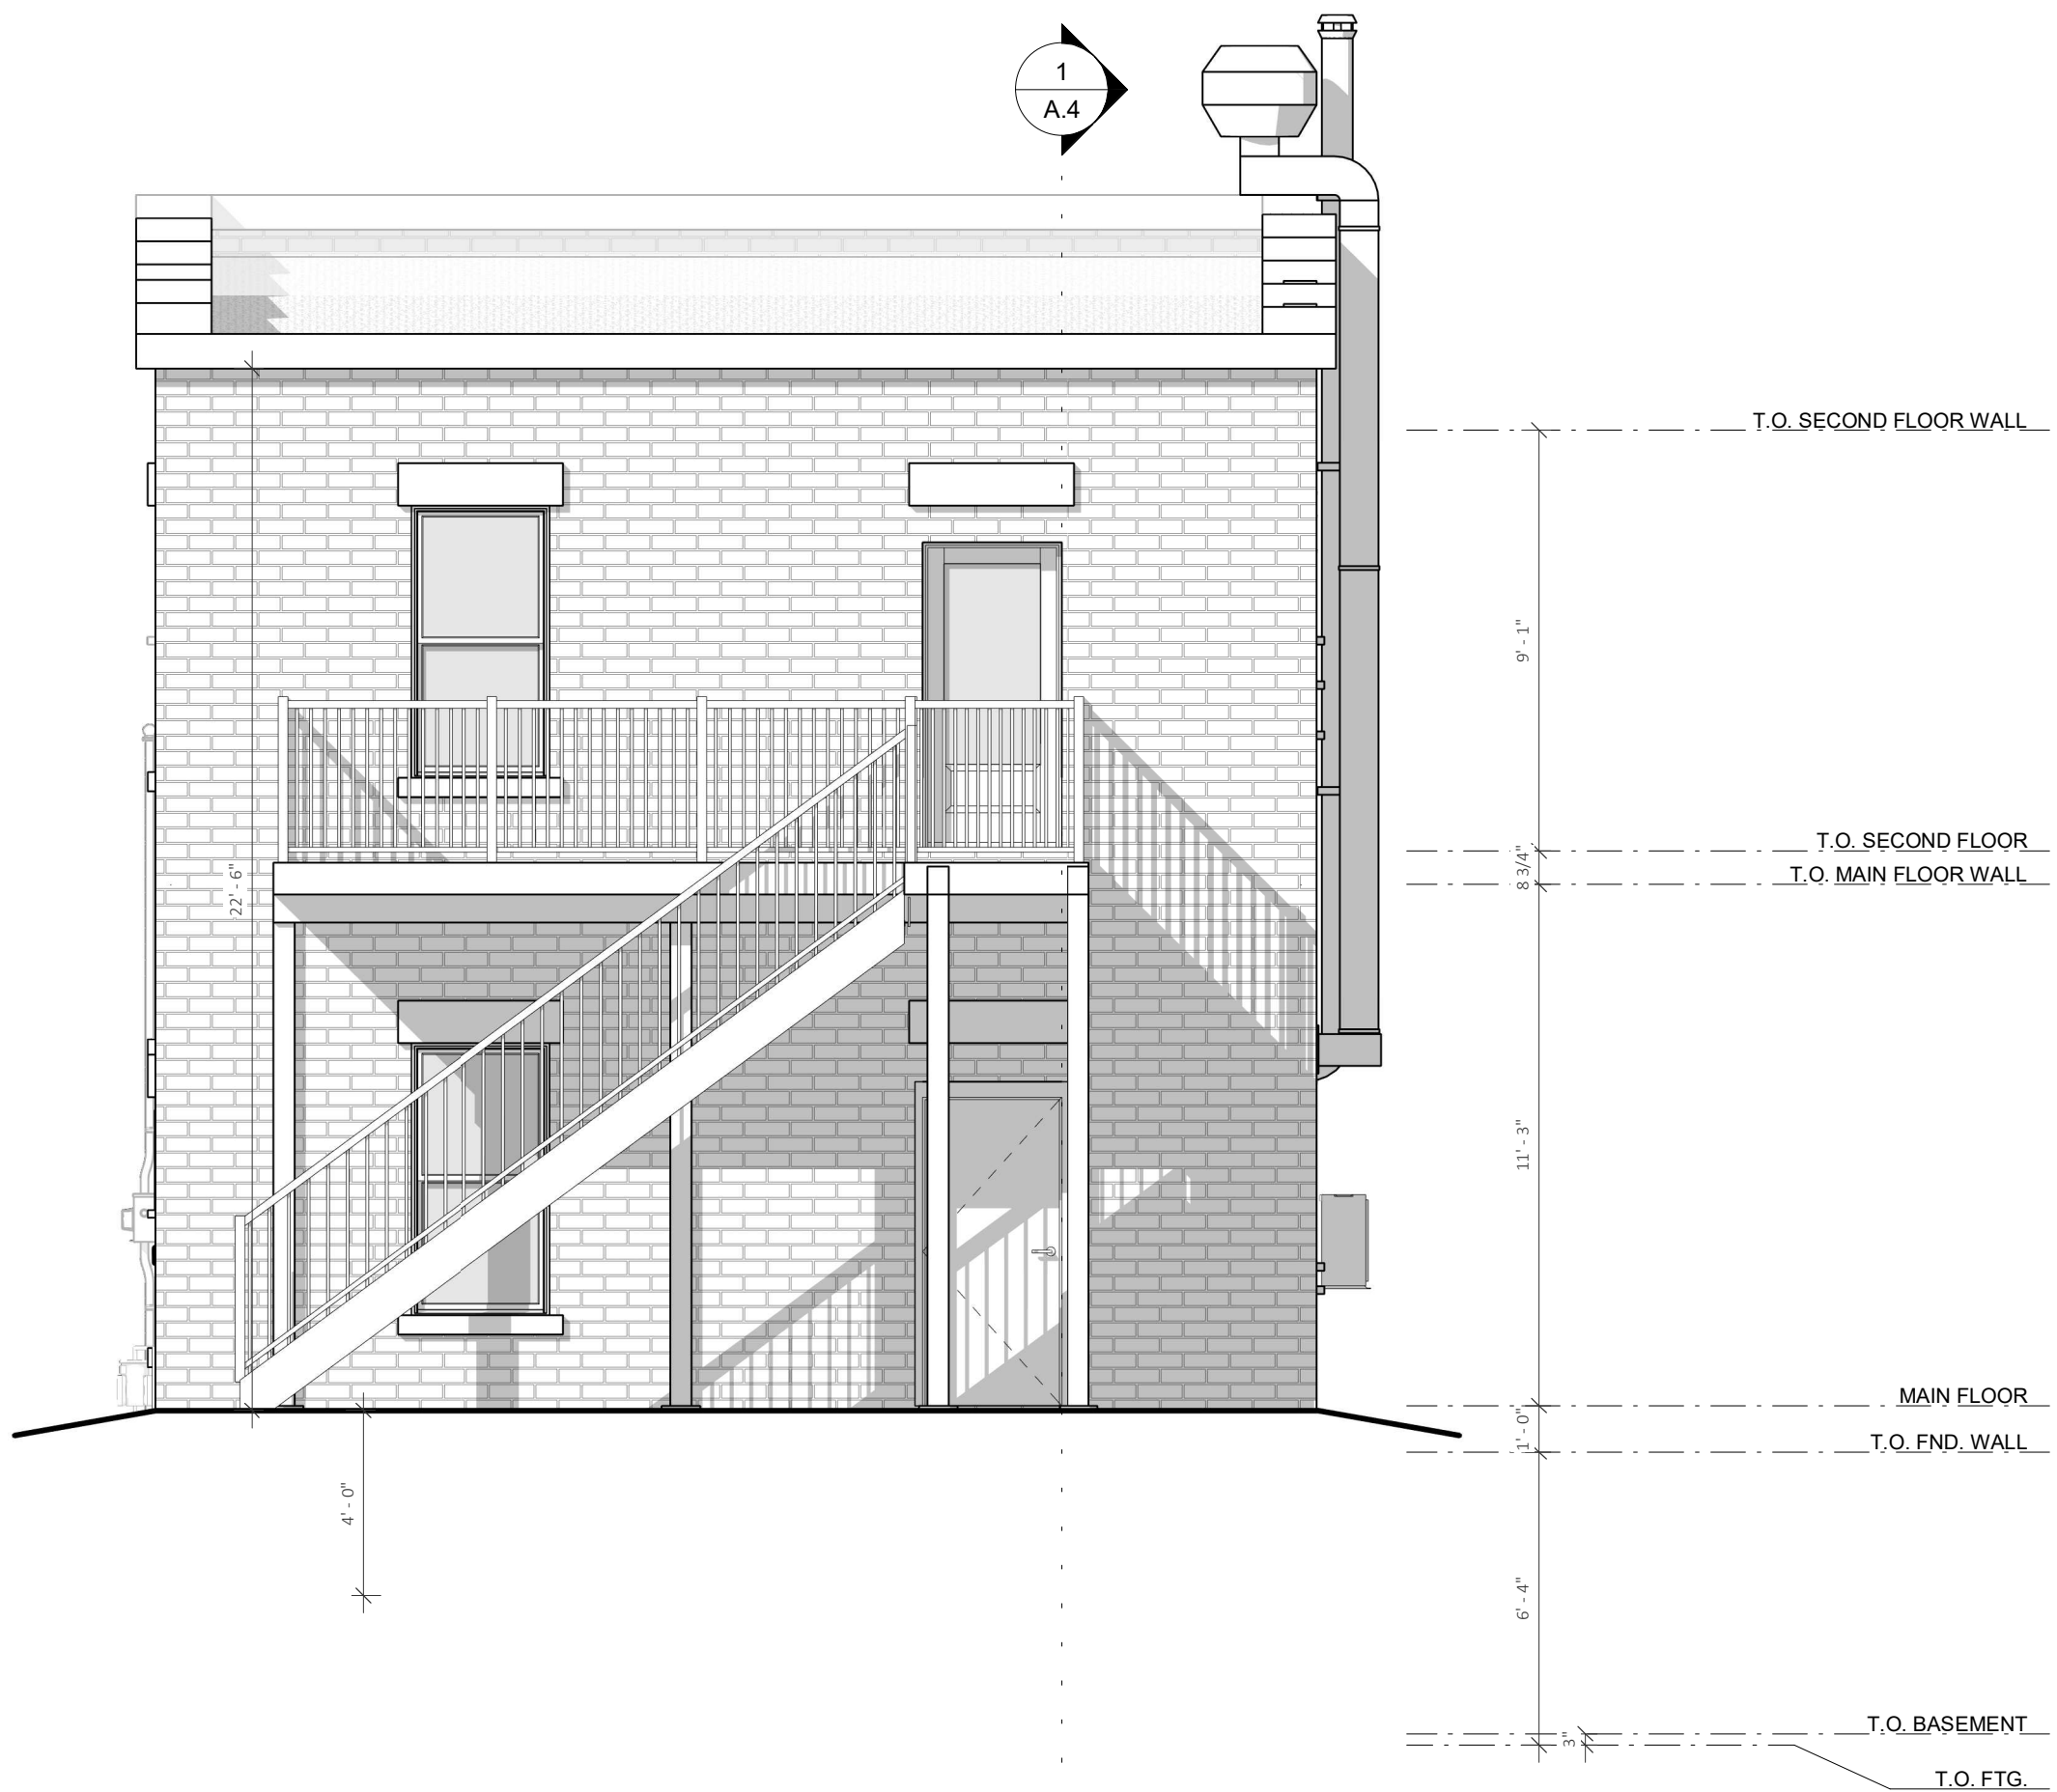 1
A.4
T.O. SECOND FLOOR WALL
9' - 1"
T.O. SECOND FLOOR
8 3/4"
T.O. MAIN FLOOR WALL
22' - 6"
11' - 3"
MAIN FLOOR
1' - 0"
T.O. FND. WALL
4' - 0"
6' - 4"
T.O. BASEMENT
3"
T.O. FTG.